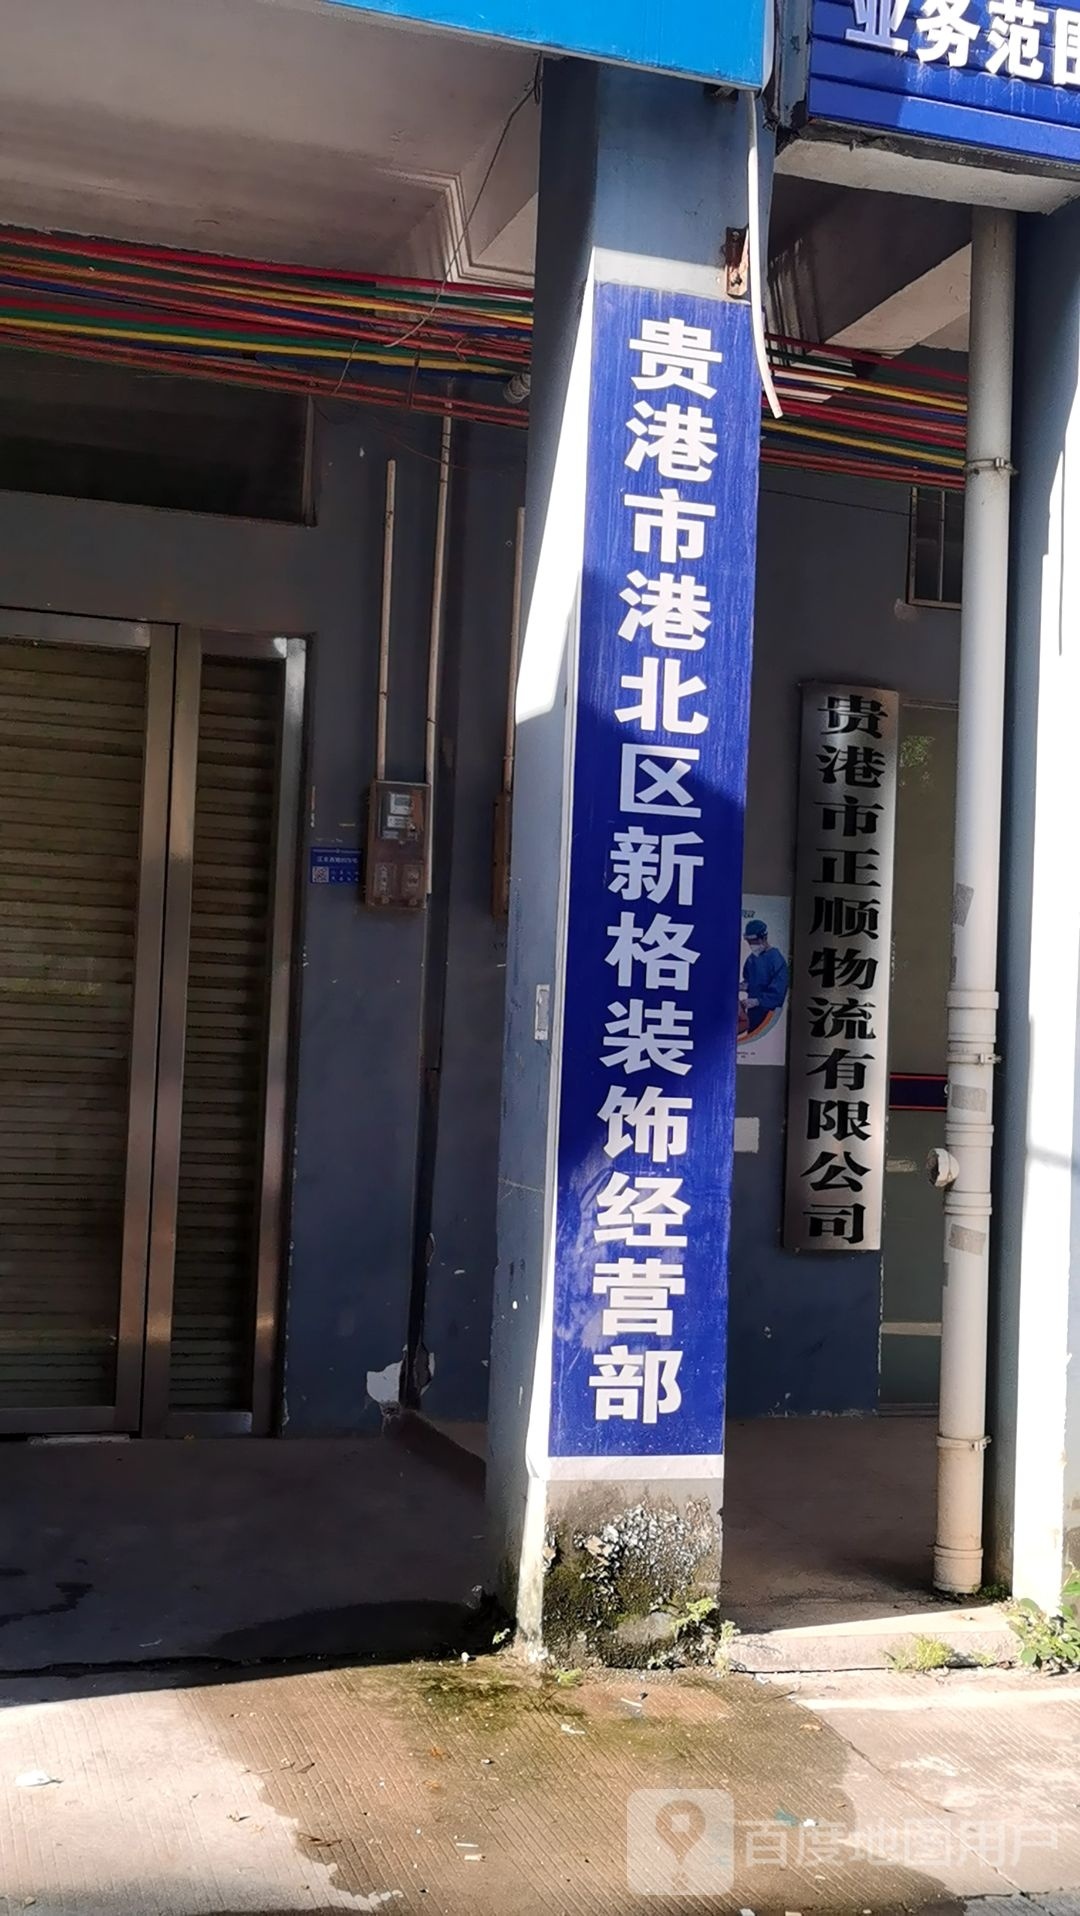 业务范围
贵港市港北区新格装饰经营部
贵港市正顺物流有限公司
百度地图用户